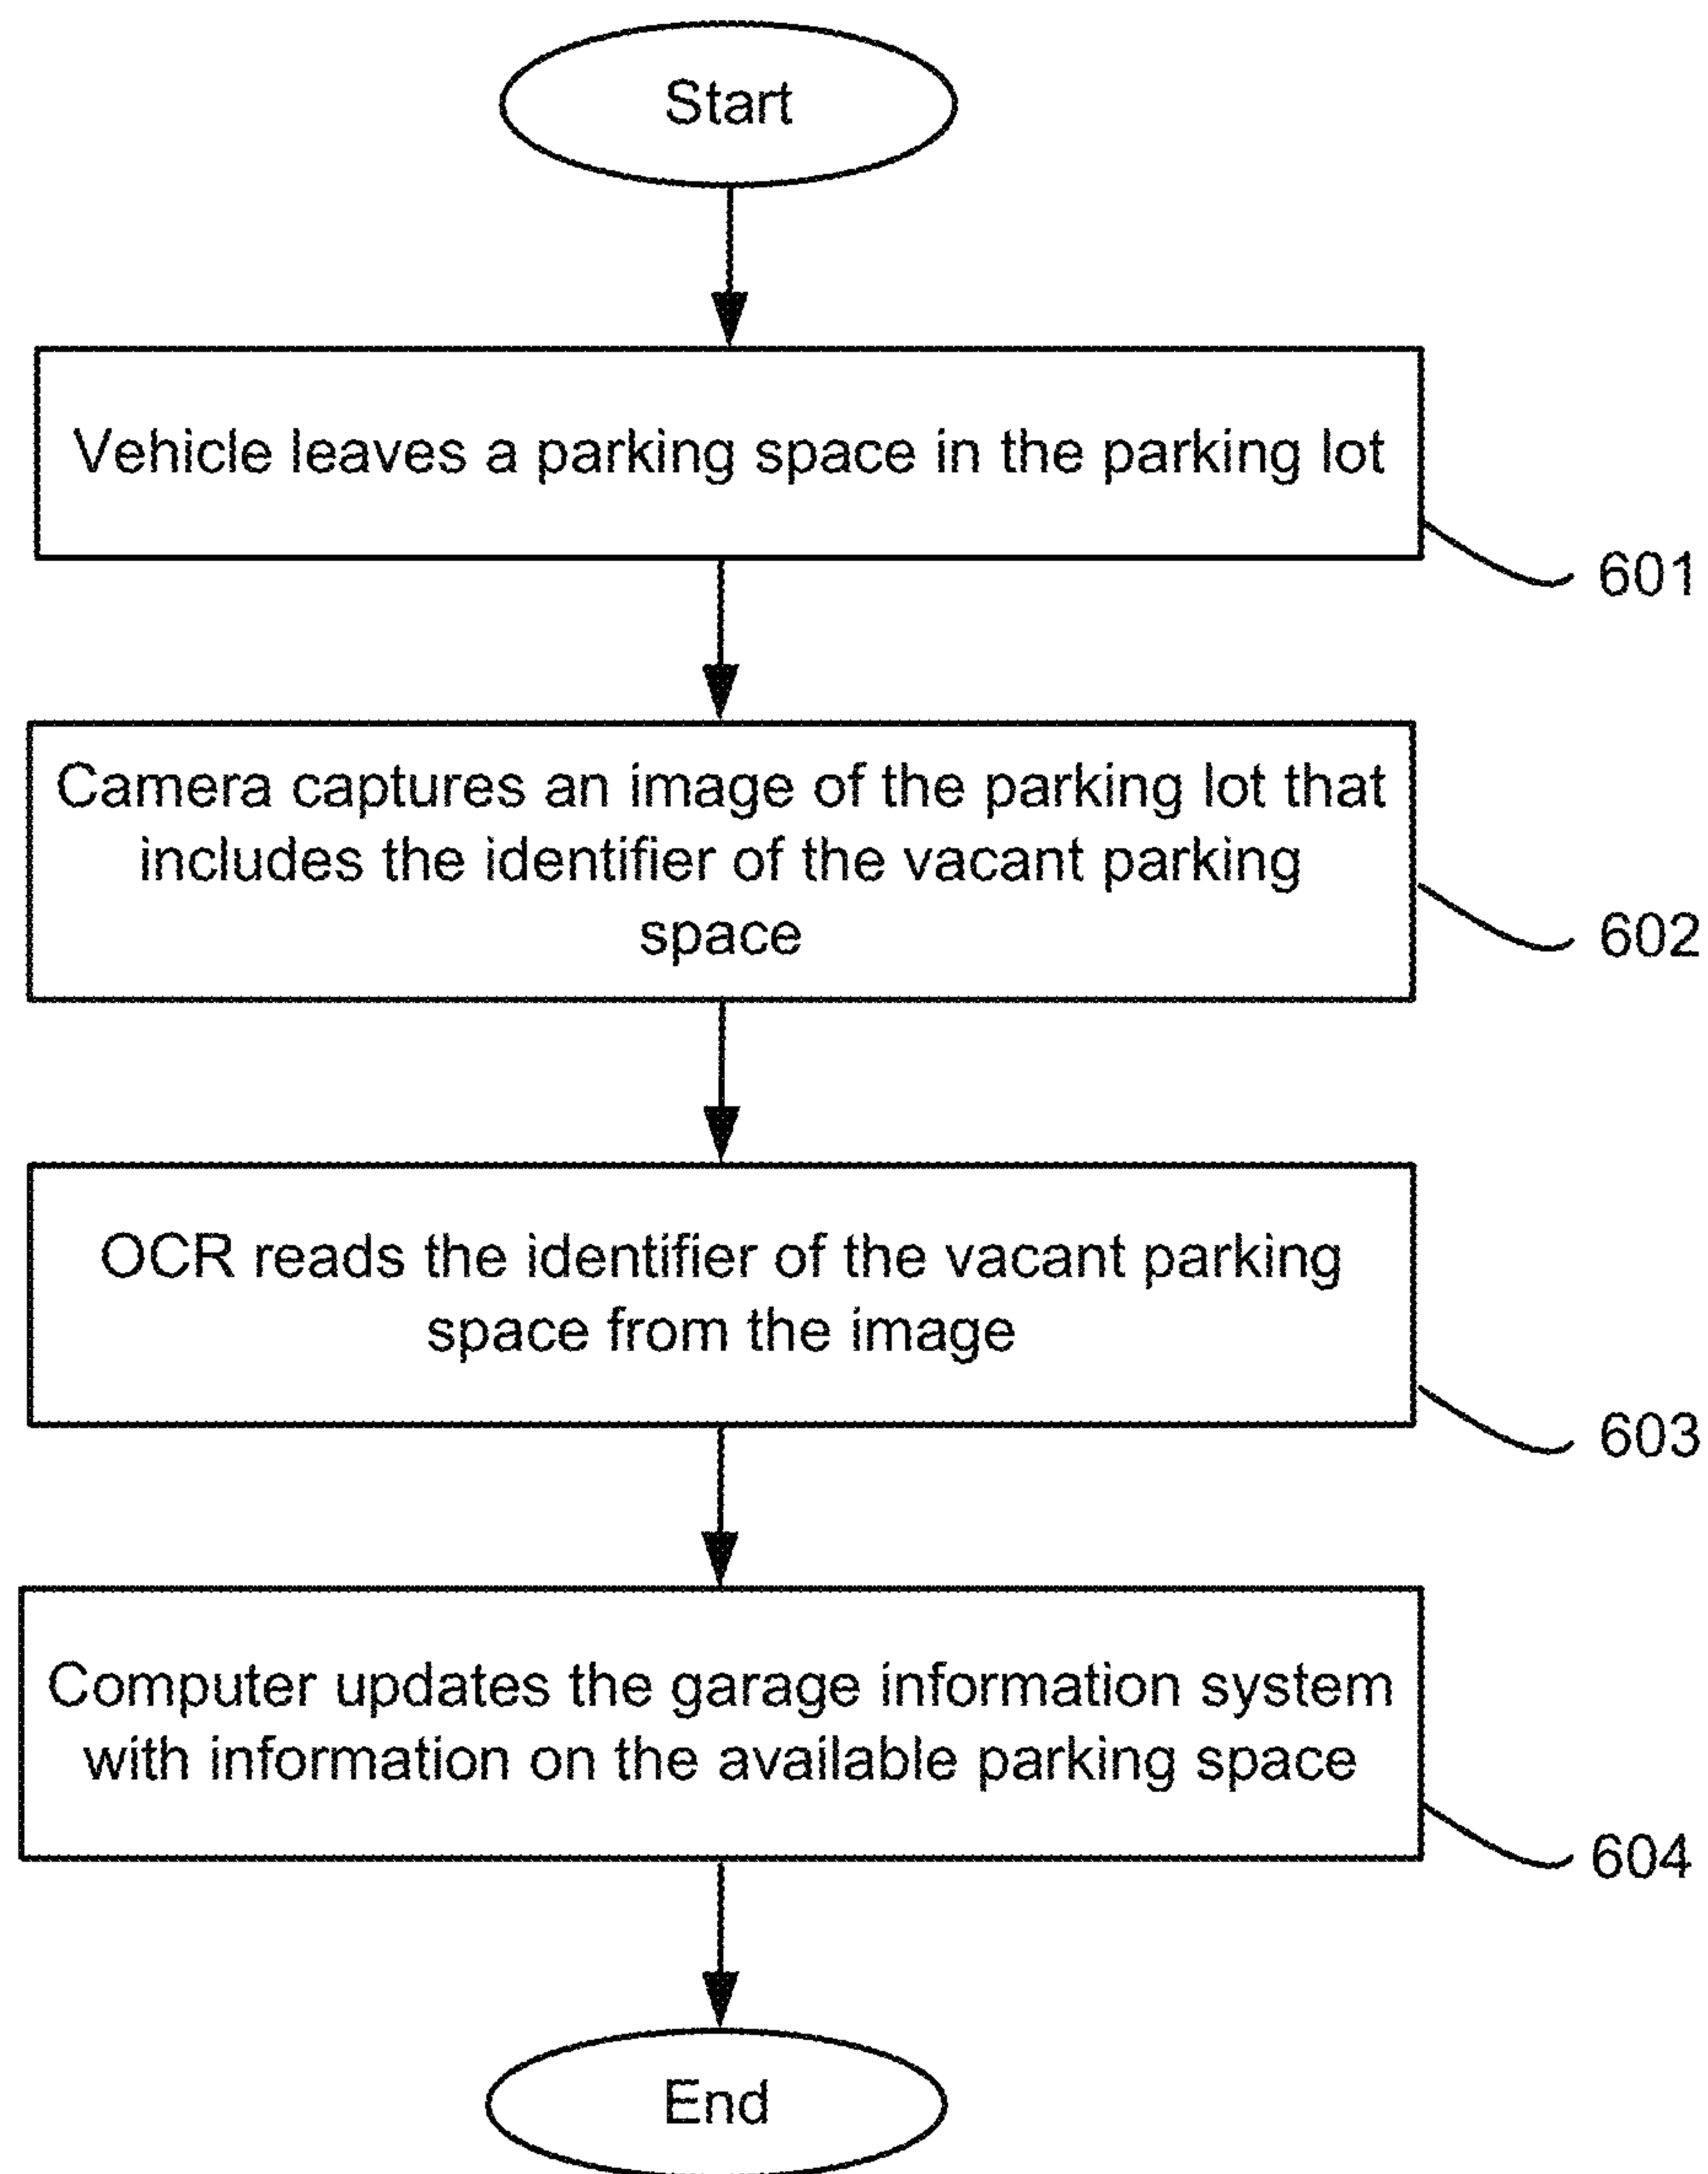 Start
Vehicle leaves a parking space in the parking lot
601
Camera captures an image of the parking lot that
includes the identifier of the vacant parking
space
602
OCR reads the identifier of the vacant parking
space from the image
603
Computer updates the garage information system
with information on the available parking space
604
End